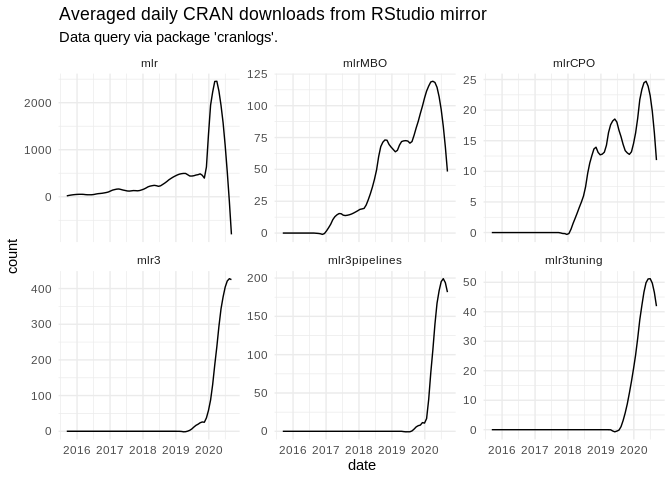 Averaged daily CRAN downloads from RStudio mirror
Data query via package 'cranlogs'.
mlr
mlrMBO
mlrCPO
2000
1000
0
125
100
75
50
25
0
25
20
15
10
5
0
count
mlr3
mlr3pipelines
mlr3tuning
400
300
200
100
0
200
150
100
50
0
50
40
30
20
10
0
2016 2017 2018 2019 2020
2016 2017 2018 2019 2020
2016 2017 2018 2019 2020
date